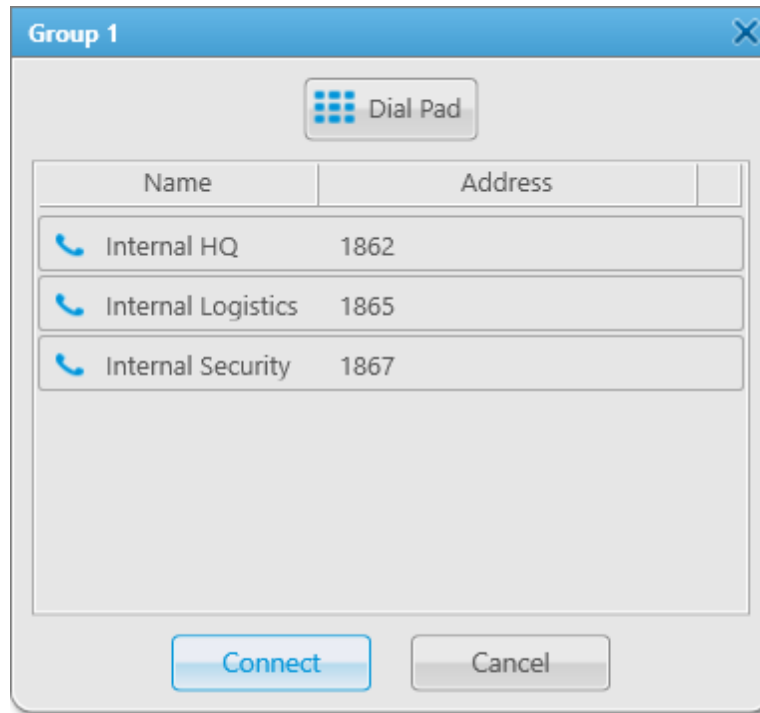 Group 1
Dial Pad
Name Address
Internal HQ 1862
Internal Logistics 1865
Internal Security 1867
Connect Cancel